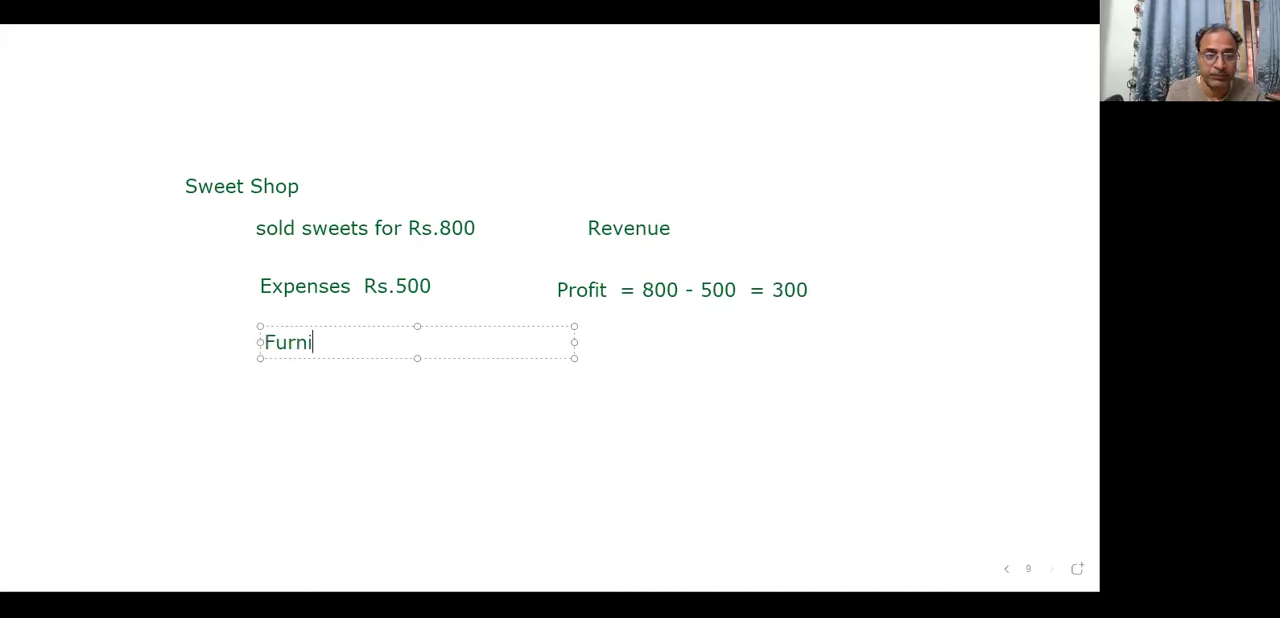 Sweet Shop
sold sweets for Rs.800 Revenue
Expenses Rs.500 Profit = 800 - 500 = 300
Furni
9